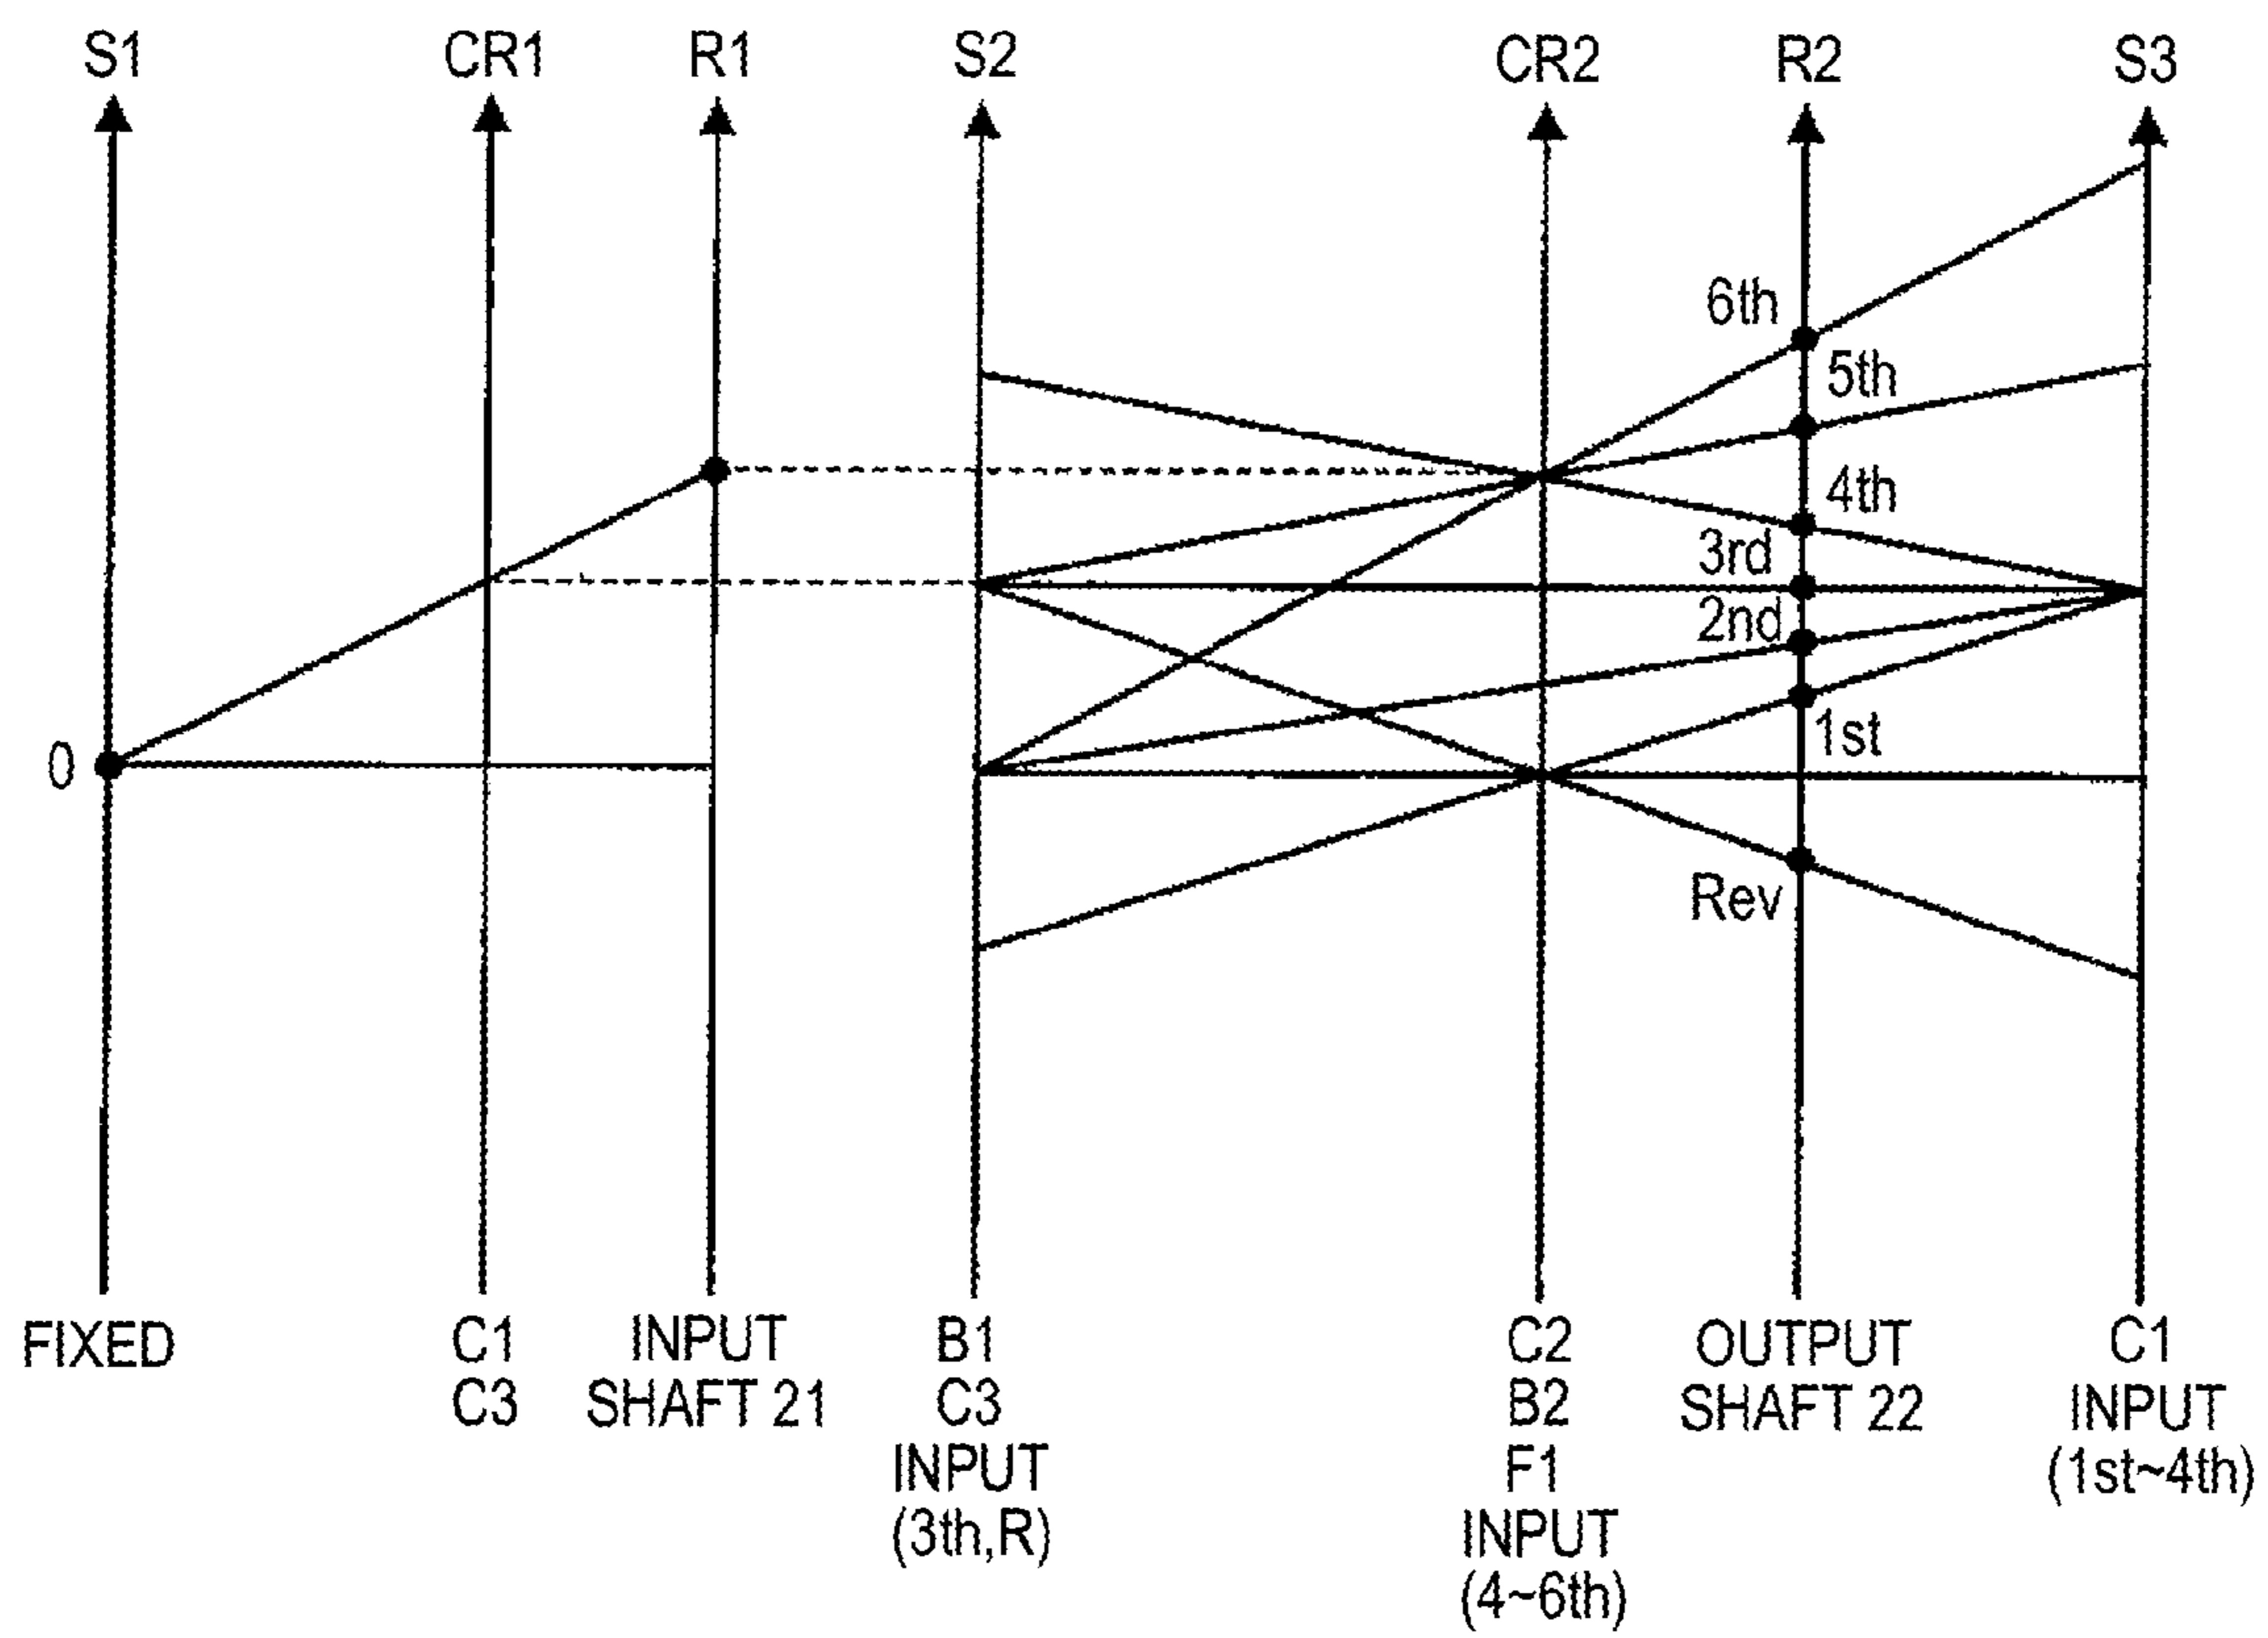 S1 CR1 R1 S2 CR2 R2 S3
6th
5th
4th
3rd
2nd
1st
0
Rev
FIXED
C1
C3
INPUT
SHAFT 21
B1
C3
INPUT
(3th,R)
C2
B2
F1
INPUT
(4~6th)
OUTPUT
SHAFT 22
C1
INPUT
(1st~4th)